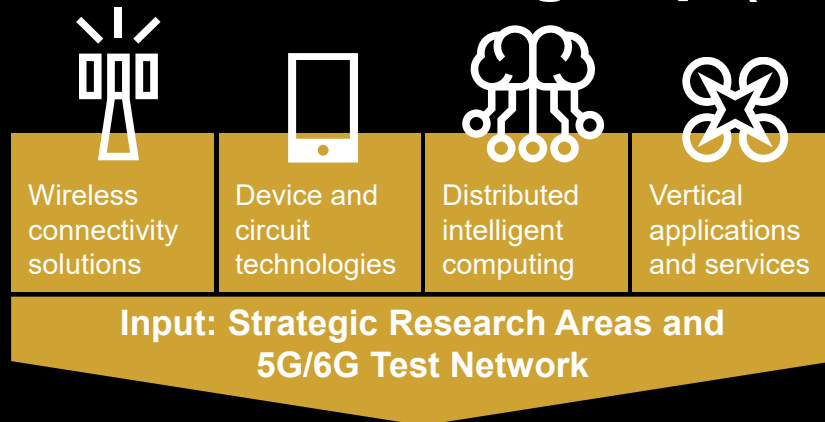 Wireless
connectivity
solutions
Device and
circuit
technologies
Distributed
intelligent
computing
Vertical
applications
and services
Input: Strategic Research Areas and
5G/6G Test Network